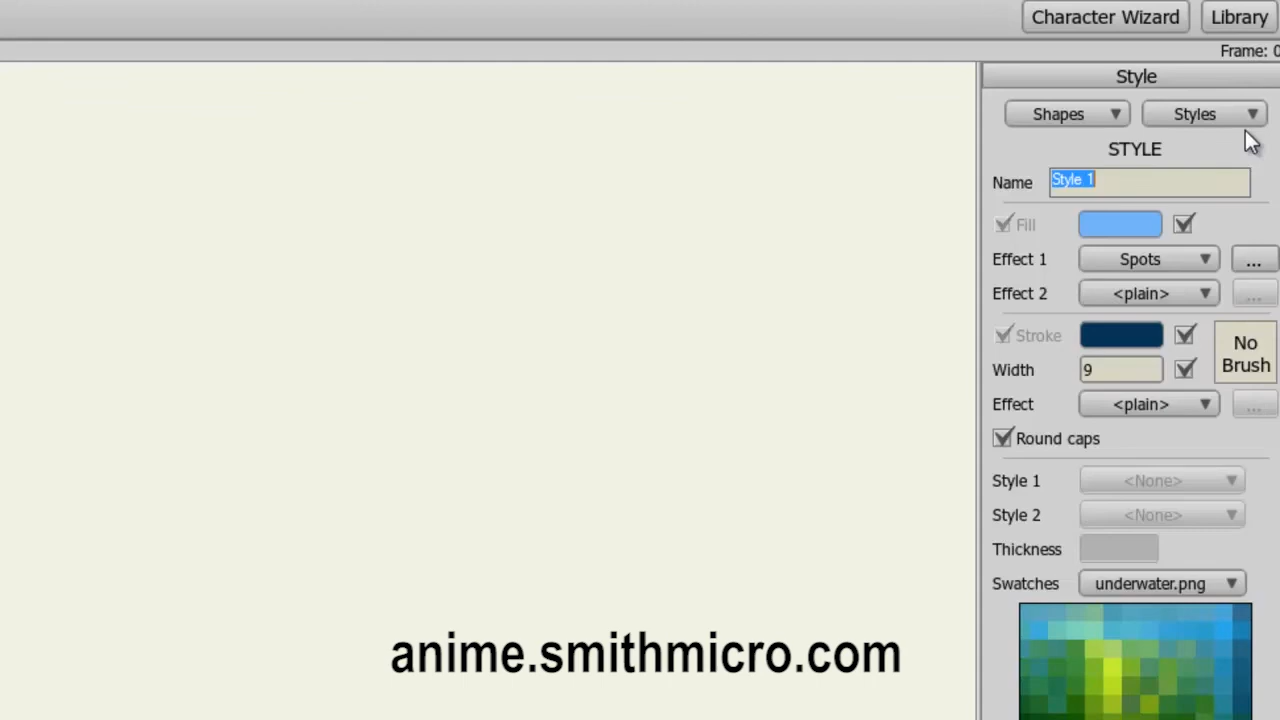 Character Wizard Library
Frame: 0
Style
Shapes Styles
STYLE
Name Style 1
Fill
Effect 1 Spots ...
Effect 2 <plain> ...
Stroke
No Brush
Width 9
Effect <plain> ...
Round caps
Style 1 <None>
Style 2 <None>
Thickness
Swatches underwater.png
anime.smithmicro.com